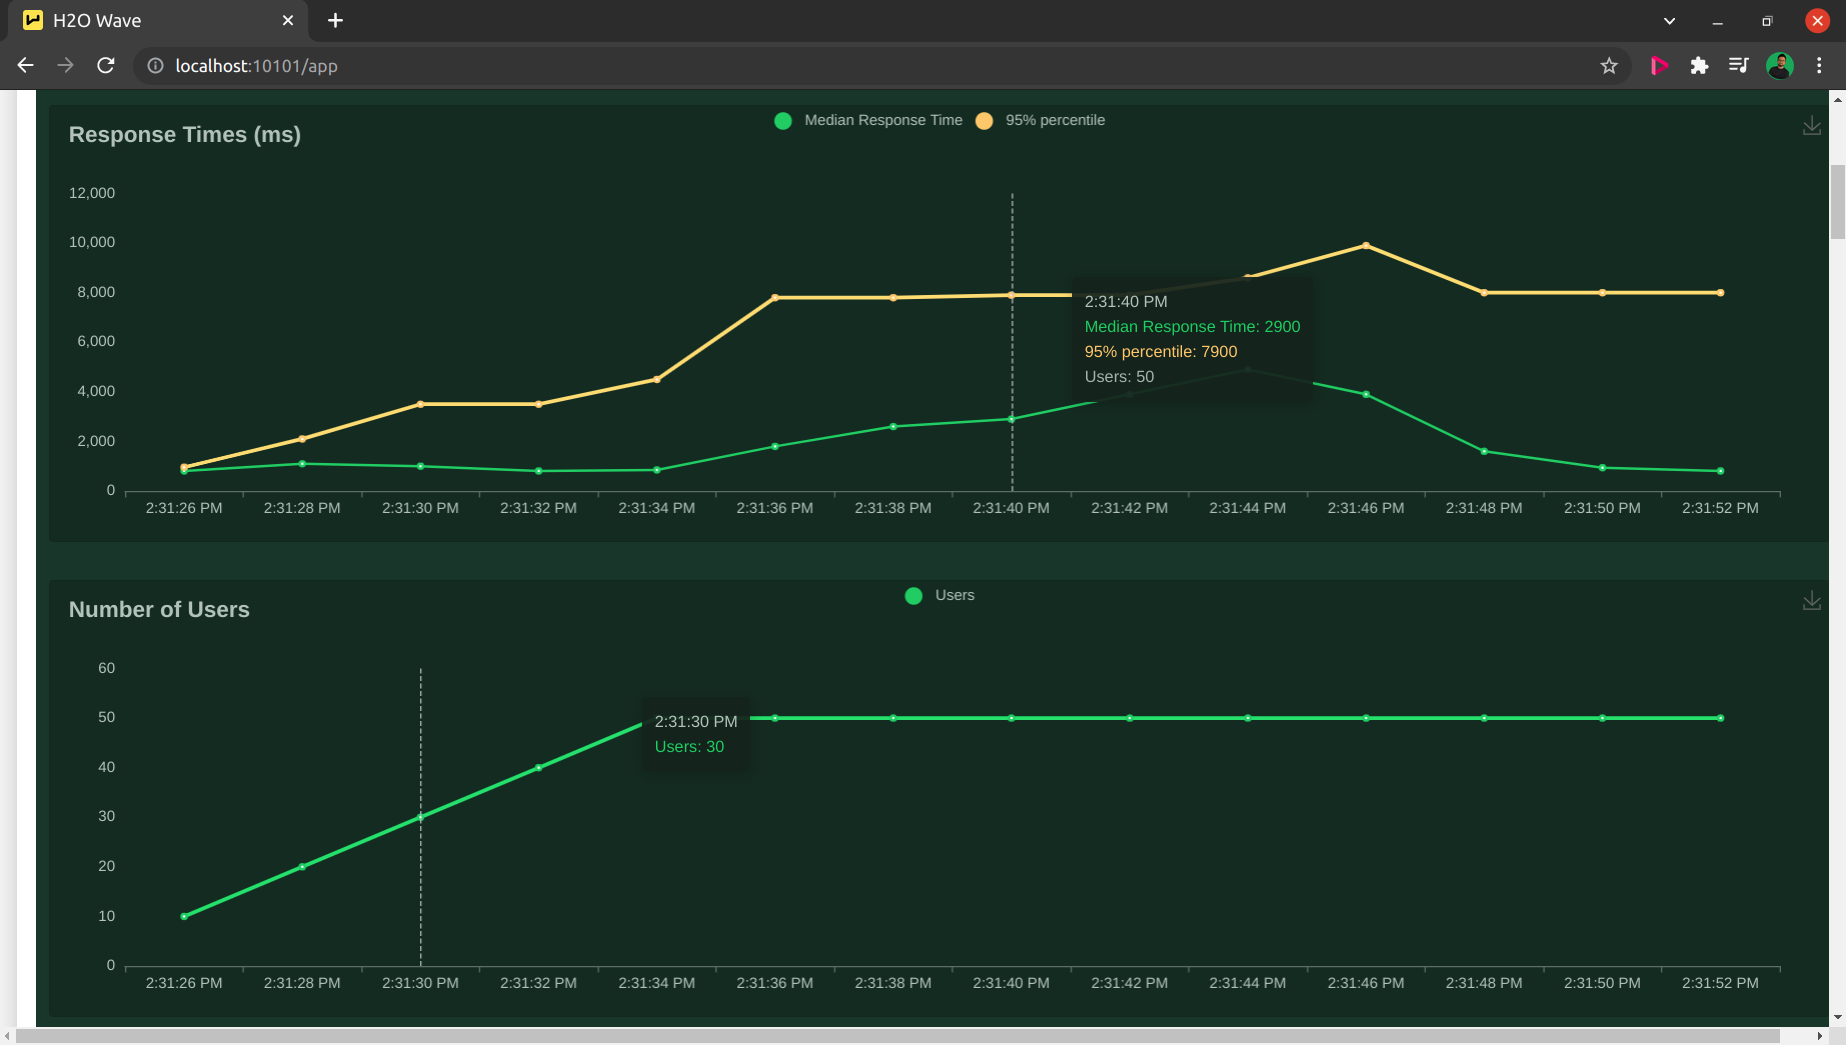 H2O Wave
localhost:10101/app
Response Times (ms)
Median Response Time
95% percentile
12,000
10,000
8,000
6,000
4,000
2,000
0
2:31:40 PM
Median Response Time: 2900
95% percentile: 7900
Users: 50
2:31:26 PM 2:31:28 PM 2:31:30 PM 2:31:32 PM 2:31:34 PM 2:31:36 PM 2:31:38 PM 2:31:40 PM 2:31:42 PM 2:31:44 PM 2:31:46 PM 2:31:48 PM 2:31:50 PM 2:31:52 PM
Number of Users
Users
60
50
40
30
20
10
0
2:31:30 PM
Users: 30
2:31:26 PM 2:31:28 PM 2:31:30 PM 2:31:32 PM 2:31:34 PM 2:31:36 PM 2:31:38 PM 2:31:40 PM 2:31:42 PM 2:31:44 PM 2:31:46 PM 2:31:48 PM 2:31:50 PM 2:31:52 PM